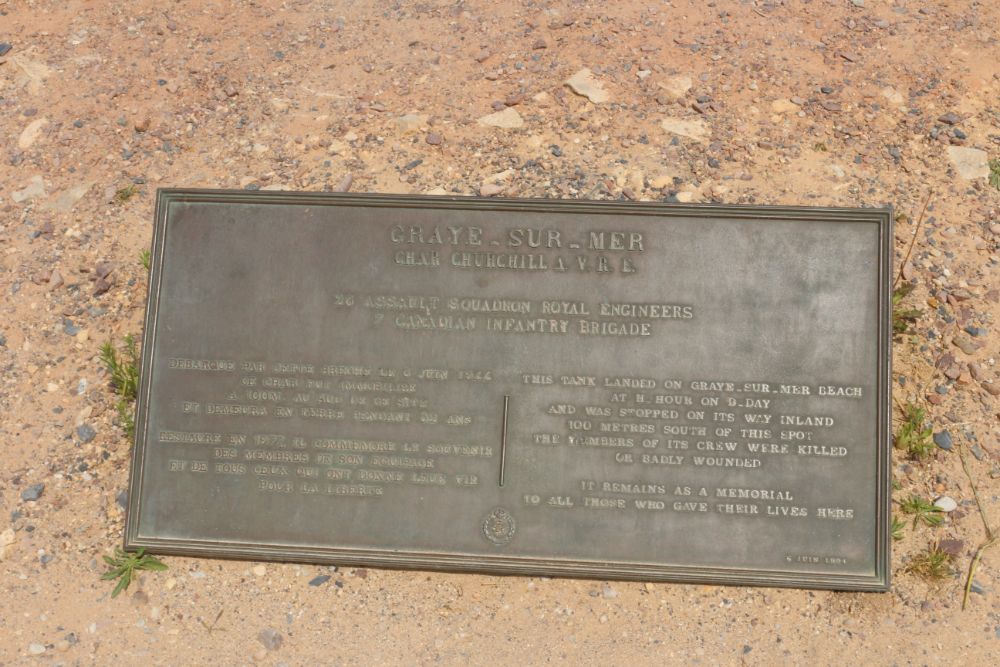 GRAYE-SUR-MER
CHAR CHURCHILL A.V.R.E.
26 ASSAULT SQUADRON ROYAL ENGINEERS
7 CANADIAN INFANTRY BRIGADE
DEBARQUE PAR CETTE BRECHE LE 6 JUIN 1944
CE CHAR FUT IMMOBILISE
A 100M. AU SUD DE CE SITE
ET DEMEURA EN TERRE PENDANT 32 ANS
RESTAURE EN 1977, IL COMMEMORE LE SOUVENIR
DES MEMBRES DE SON EQUIPAGE
ET DE TOUS CEUX QUI ONT DONNE LEUR VIE
POUR LA LIBERTE
THIS TANK LANDED ON GRAYE-SUR-MER BEACH
AT H-HOUR ON D-DAY
AND WAS STOPPED ON ITS WAY INLAND
100 METRES SOUTH OF THIS SPOT
THE MEMBERS OF ITS CREW WERE KILLED
OR BADLY WOUNDED
IT REMAINS AS A MEMORIAL
TO ALL THOSE WHO GAVE THEIR LIVES HERE
6 JUIN